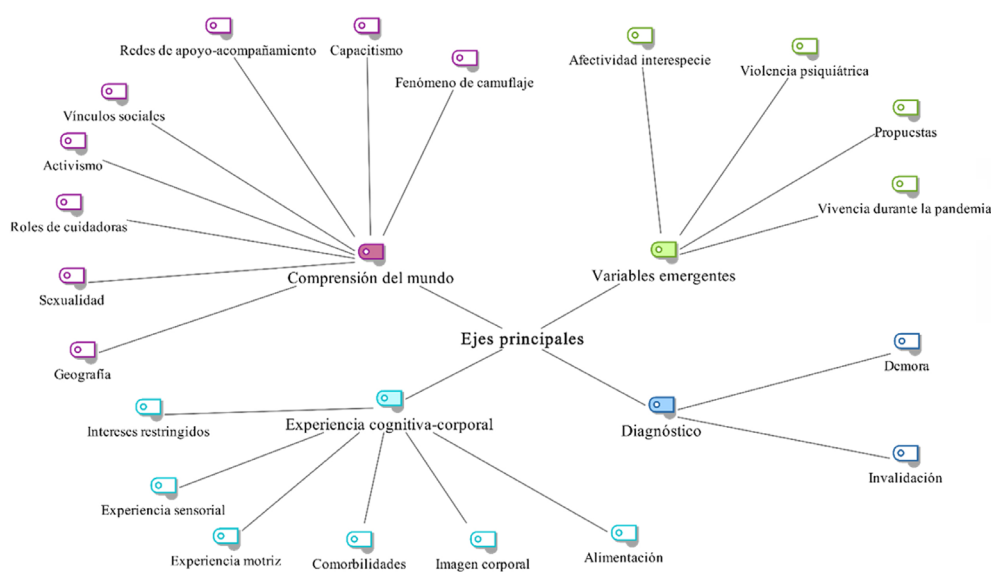 Redes de apoyo-acompañamiento
Capacitismo
Fenómeno de camuflaje
Vínculos sociales
Activismo
Roles de cuidadoras
Sexualidad
Geografía
Comprensión del mundo
Afectividad interespecie
Violencia psiquiátrica
Propuestas
Vivencia durante la pandemia
Variables emergentes
Ejes principales
Experiencia cognitiva-corporal
Intereses restringidos
Experiencia sensorial
Experiencia motriz
Comorbilidades
Imagen corporal
Alimentación
Diagnóstico
Demora
Invalidación